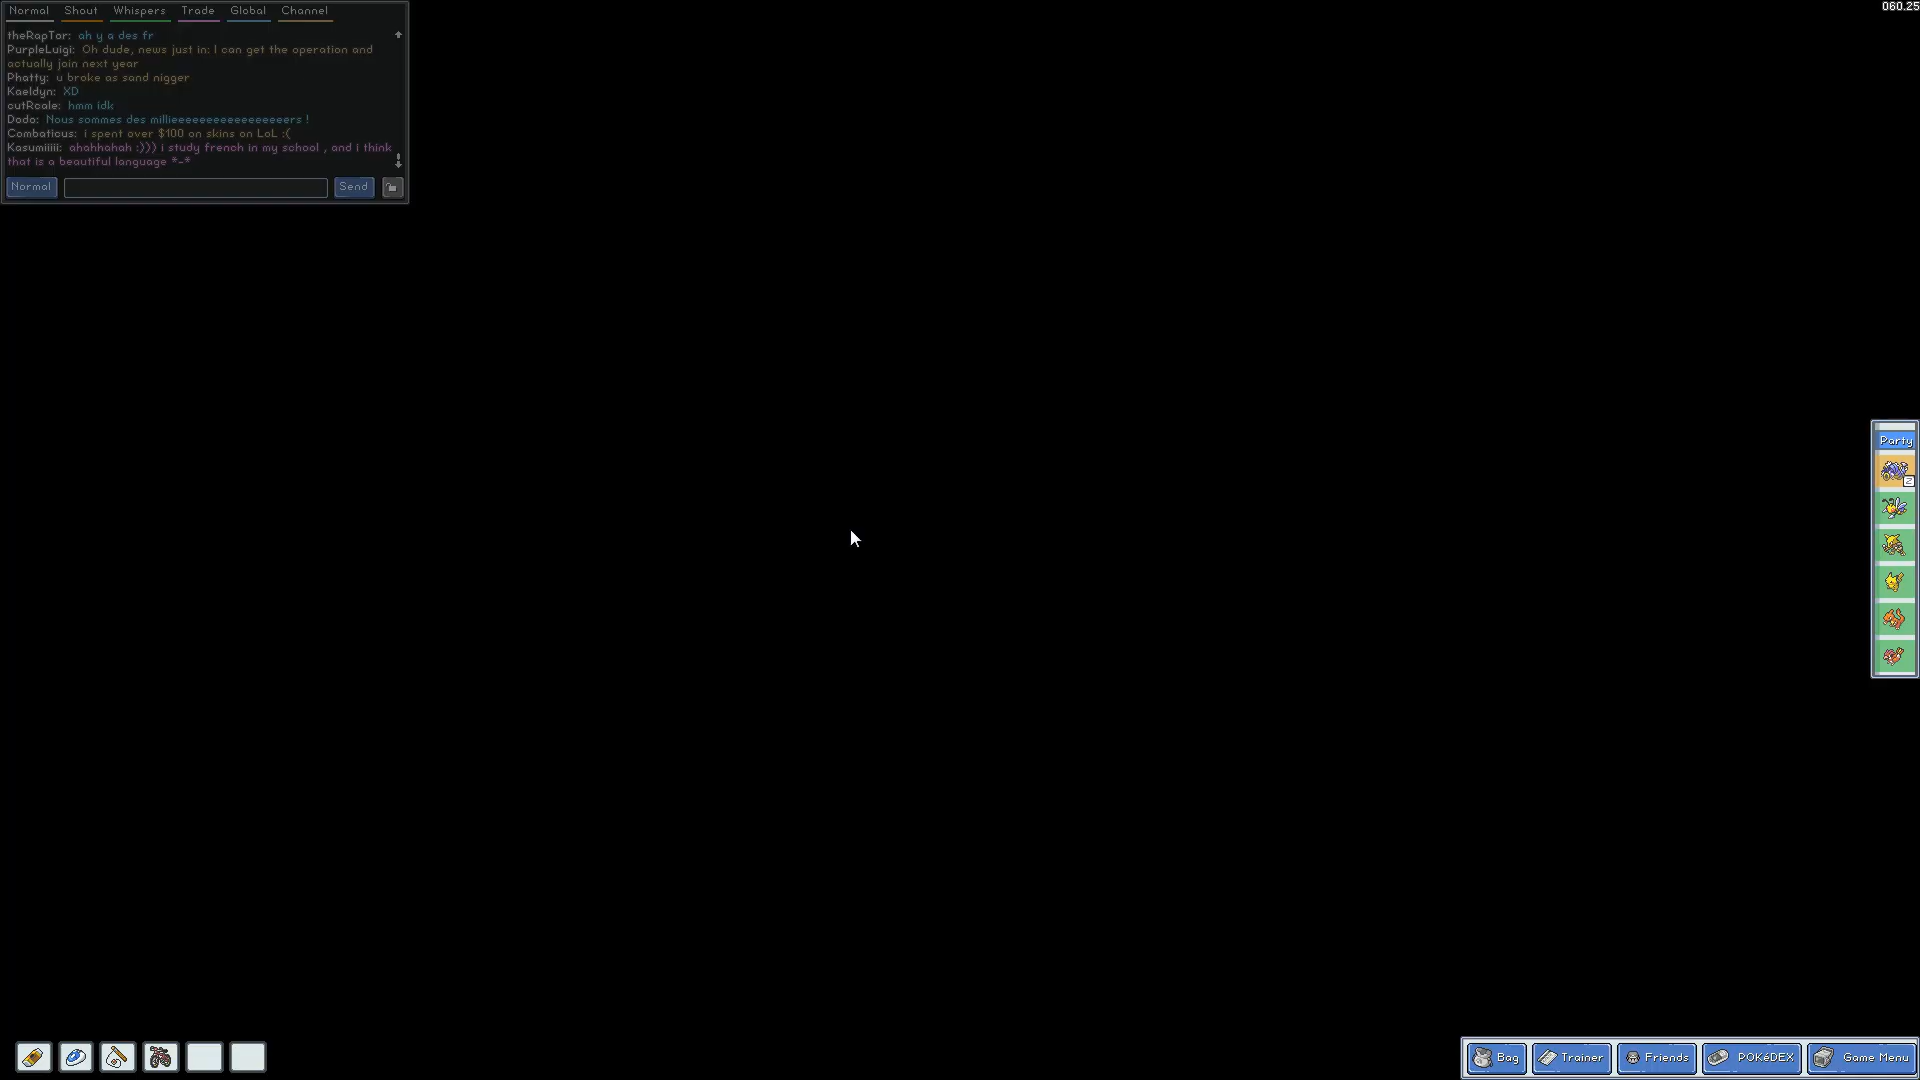 060.25
Normal Shout Whispers Trade Global Channel
theRapTor: ah y a des fr
PurpleLuigi: Oh dude, news just in: I can get the operation and
actually join next year
Phatty: u broke as sand nigger
Kaeldyn: XD
cutRcale: hmm idk
Dodo: Nous sommes des millieeeeeeeeeeeeeeeeers !
Combaticus: i spent over $100 on skins on LoL :(
Kasumiiiii: ahahhahah :))) i study french in my school , and i think
that is a beautiful language *-*
Normal Send
Party
Z
Bag Trainer Friends POKéDEX Game Menu